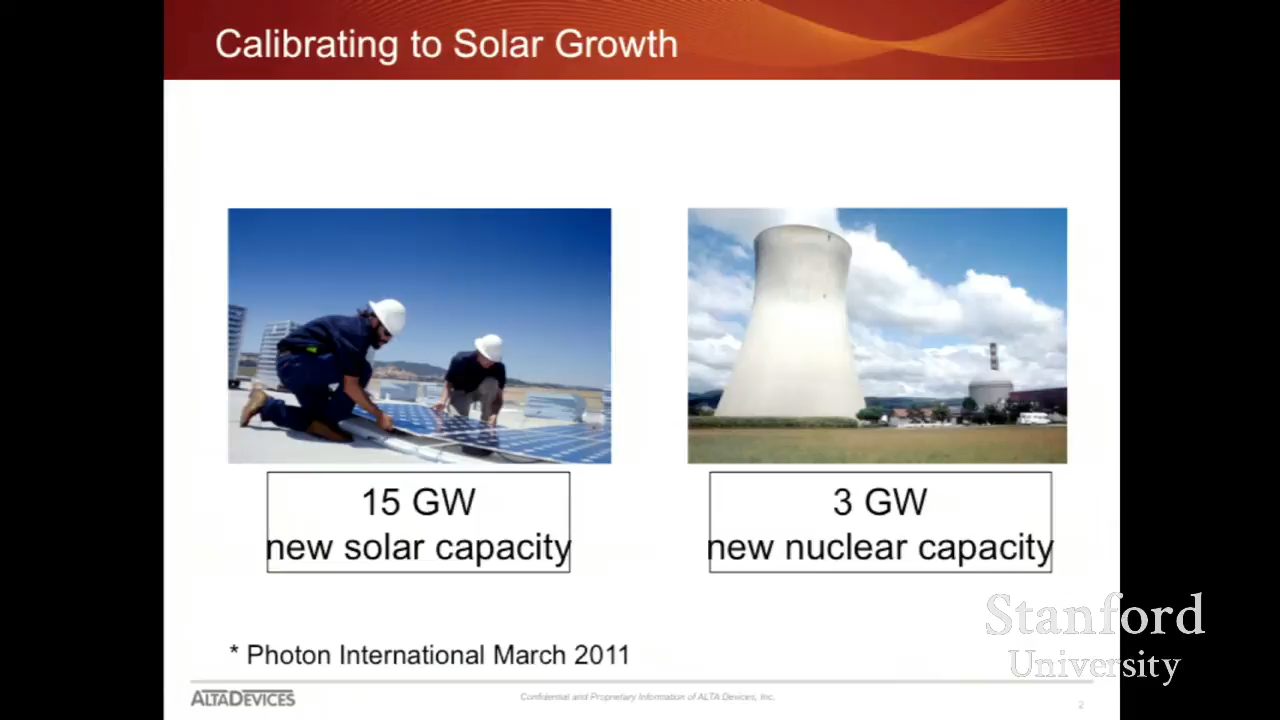 Calibrating to Solar Growth
15 GW
new solar capacity
3 GW
new nuclear capacity
* Photon International March 2011
Stanford
University
ALTADEVICES
Confidential and Proprietary Information of ALTA Devices, Inc.
2